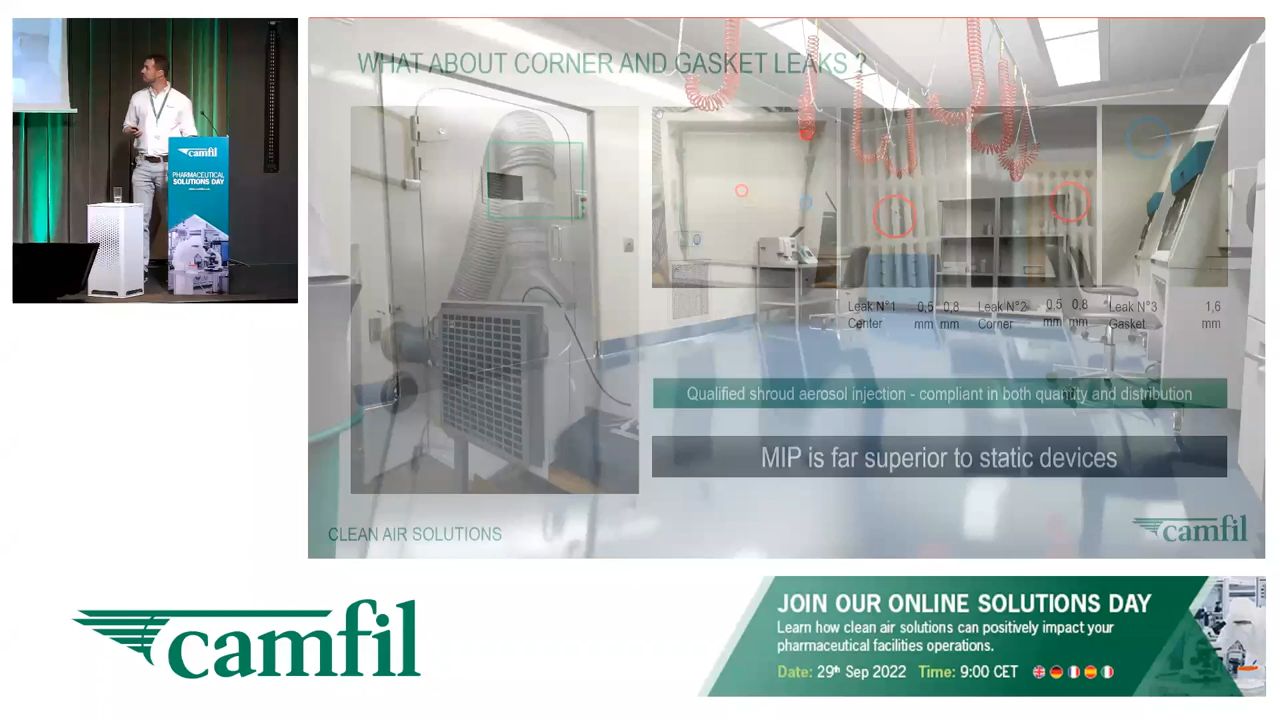 camfil
PHARMACEUTICAL
SOLUTIONS DAY
WHAT ABOUT CORNER AND GASKET LEAKS ?
Leak N°1 0,5 0,8 Leak N°2 0.5 0,8 Leak N°3 1,6
Center mm mm Corner mm mm Gasket mm
Qualified shroud aerosol injection - compliant in both quantity and distribution
MIP is far superior to static devices
CLEAN AIR SOLUTIONS
camfil
camfil
JOIN OUR ONLINE SOLUTIONS DAY
Learn how clean air solutions can positively impact your
pharmaceutical facilities operations.
Date: 29th Sep 2022 Time: 9:00 CET